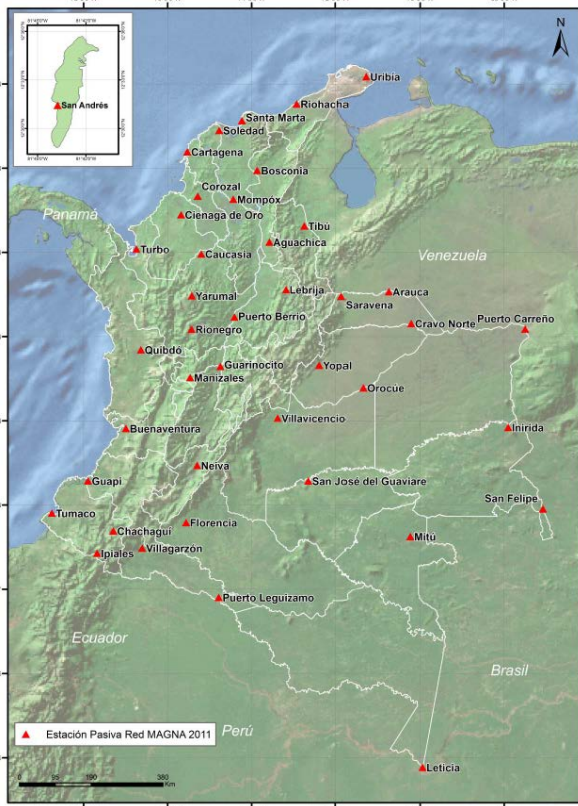 N
San Andrés
Uribia
Riohacha
Santa Marta
Soledad
Cartagena
Bosconia
Corozal
Mompóx
Cienaga de Oro
Panamá
Tibú
Turbo
Aguachica
Caucasia
Venezuela
Lebrija
Arauca
Yarumal
Saravena
Puerto Berrio
Cravo Norte
Puerto Carreño
Rionegro
Quibdó
Guarinocito
Yopal
Manizales
Orocúe
Villavicencio
Buenaventura
Inirida
Neiva
Guapi
San José del Guaviare
San Felipe
Tumaco
Florencia
Chachagui
Mitú
Villagarzón
Ipiales
Puerto Leguizamo
Ecuador
Brasil
Perú
Estación Pasiva Red MAGNA 2011
Leticia
0 95 190 380
Km